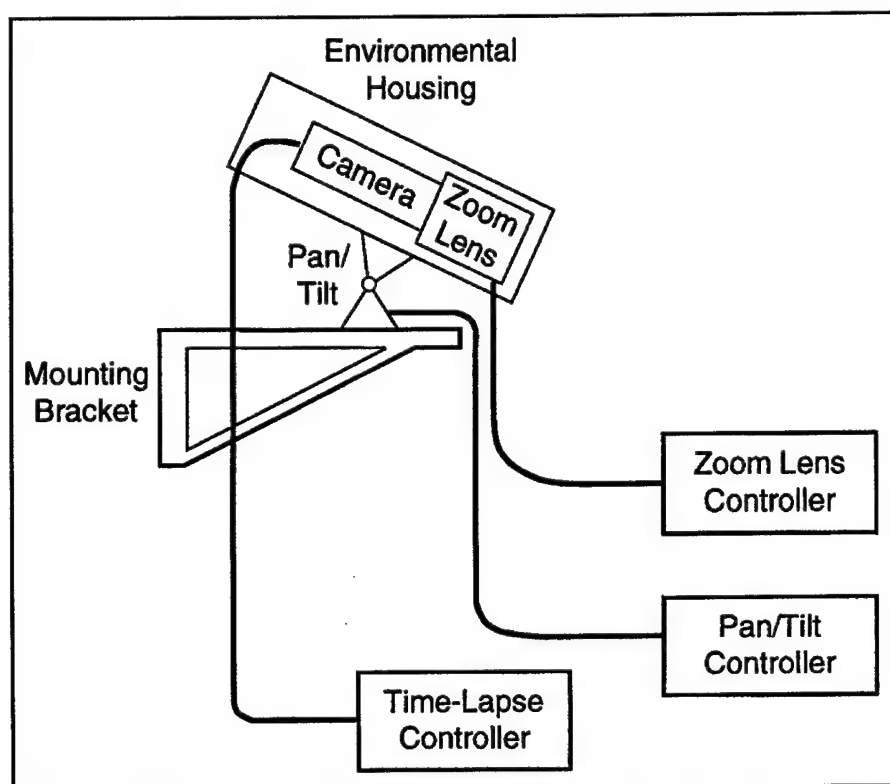 Environmental
Housing
Camera
Zoom
Lens
Pan/
Tilt
Mounting
Bracket
Zoom Lens
Controller
Pan/Tilt
Controller
Time-Lapse
Controller